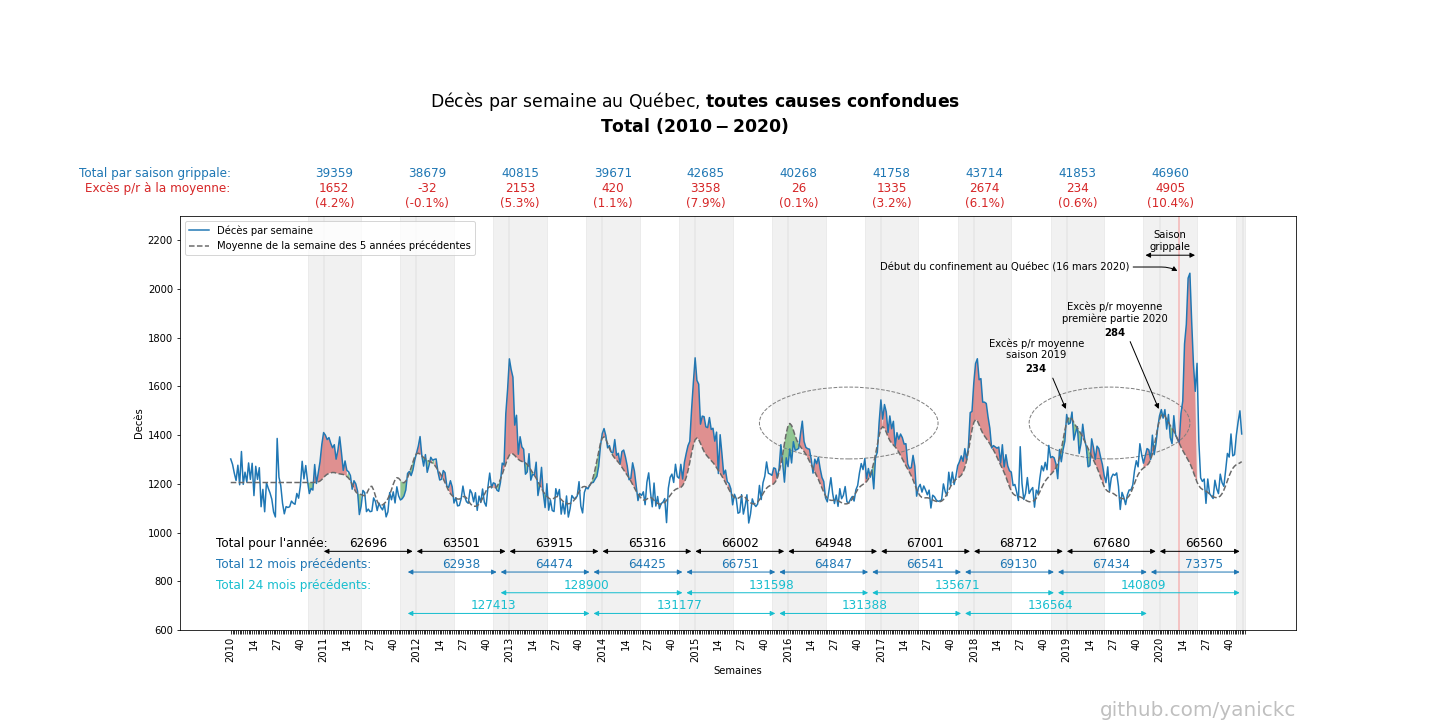 Décès par semaine au Québec, toutes causes confondues
Total (2010 – 2020)
Total par saison grippale: 39359 38679 40815 39671 42685 40268 41758 43714 41853 46960
Excès p/r à la moyenne: 1652 -32 2153 420 3358 26 1335 2674 234 4905
(4.2%) (-0.1%) (5.3%) (1.1%) (7.9%) (0.1%) (3.2%) (6.1%) (0.6%) (10.4%)
Décès par semaine
Moyenne de la semaine des 5 années précédentes
Saison
grippale
Début du confinement au Québec (16 mars 2020)
Excès p/r moyenne
première partie 2020
284
Excès p/r moyenne
saison 2019
234
2200
2000
1800
1600
1400
1200
1000
800
600
Decès
Total pour l'année: 62696 63501 63915 65316 66002 64948 67001 68712 67680 66560
Total 12 mois précédents: 62938 64474 64425 66751 64847 66541 69130 67434 73375
Total 24 mois précédents: 128900 131598 135671 140809
127413 131177 131388 136564
2010 14 27 40 2011 14 27 40 2012 14 27 40 2013 14 27 40 2014 14 27 40 2015 14 27 40 2016 14 27 40 2017 14 27 40 2018 14 27 40 2019 14 27 40 2020 14 27 40
Semaines
github.com/yanickc